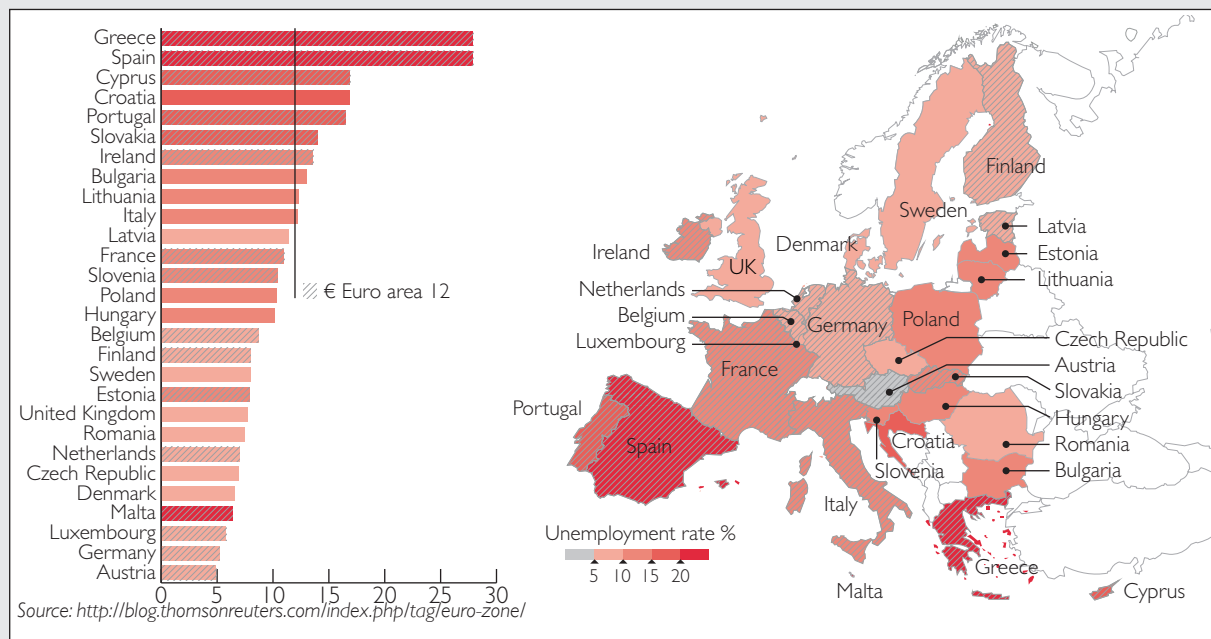 Greece
Spain
Cyprus
Croatia
Portugal
Slovakia
Ireland
Bulgaria
Lithuania
Italy
Latvia
France
Slovenia
Poland
Hungary
Belgium
Finland
Sweden
Estonia
United Kingdom
Romania
Netherlands
Czech Republic
Denmark
Malta
Luxembourg
Germany
Austria
€ Euro area 12
0 5 10 15 20 25 30
Source: http://blog.thomsonreuters.com/index.php/tag/euro-zone/
Finland
Sweden
Latvia
Estonia
Lithuania
Ireland
Denmark
UK
Netherlands
Belgium
Luxembourg
Germany
Poland
Czech Republic
Austria
Slovakia
France
Hungary
Portugal
Spain
Croatia
Romania
Slovenia
Bulgaria
Italy
Unemployment rate %
5 10 15 20
Greece
Malta
Cyprus